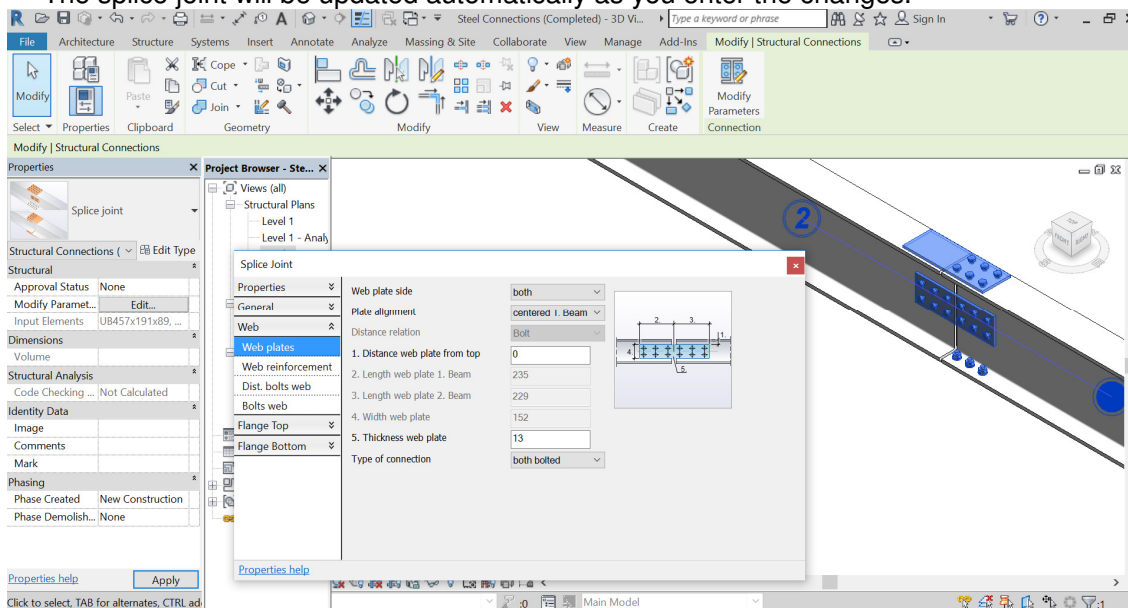 The splice joint will be updated automatically as you enter the changes.
R
A
Steel Connections (Completed) - 3D Vi...
Type a keyword or phrase
Sign In
?
File Architecture Structure Systems Insert Annotate Analyze Massing & Site Collaborate View Manage Add-Ins Modify | Structural Connections
Modify
Paste
Cope
Cut
Join
Modify
Parameters
Select Properties Clipboard Geometry Modify View Measure Create Connection
Modify | Structural Connections
Properties X
Splice joint
Structural Connections ( Edit Type
Structural
Approval Status None
Modify Paramet... Edit...
Input Elements UB457x191x89, ...
Dimensions
Volume
Structural Analysis
Code Checking ... Not Calculated
Identity Data
Image
Comments
Mark
Phasing
Phase Created New Construction
Phase Demolish... None
Properties help Apply
Click to select, TAB for alternates, CTRL ad
Project Browser - Ste... X
Views (all)
Structural Plans
Level 1
Level 1 - Analy
Splice Joint x
Properties
General
Web
Web plates
Web reinforcement
Dist. bolts web
Bolts web
Flange Top
Flange Bottom
Web plate side both
Plate alignment centered 1. Beam
Distance relation Bolt
1. Distance web plate from top 0
2. Length web plate 1. Beam 235
3. Length web plate 2. Beam 229
4. Width web plate 152
5. Thickness web plate 13
Type of connection both bolted
2. 3.
1.
4.
5.
Properties help
2
TOP
FRONT RIGHT
:0 Main Model
:1